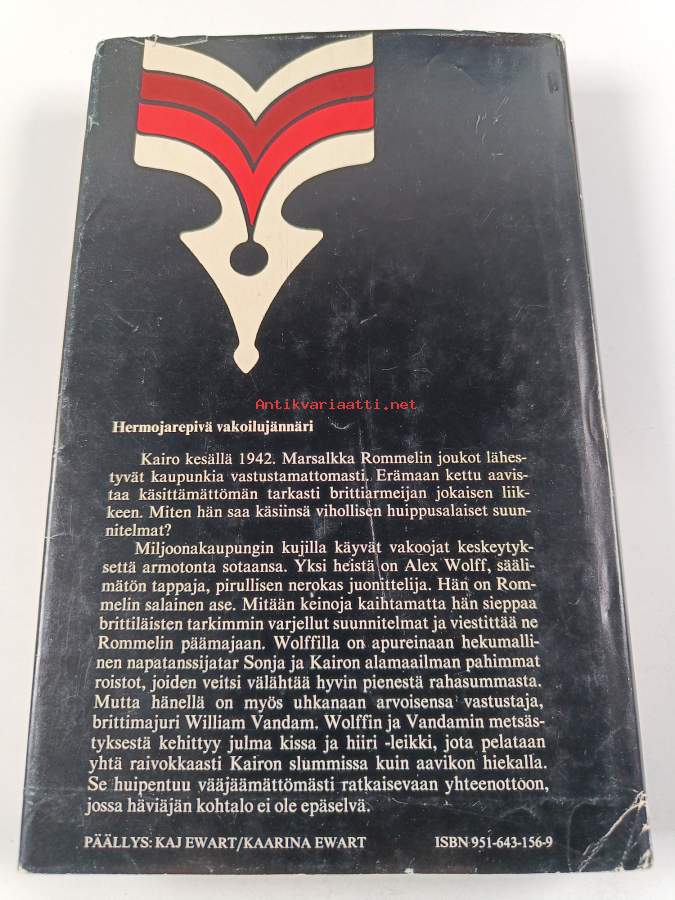 Antikvariaatti.net
Hermojarepivä vakoilujännäri
Kairo kesällä 1942. Marsalkka Rommelin joukot lähes-
tyvät kaupunkia vastustamattomasti. Erämaan kettu aavis-
taa käsittämättömän tarkasti brittiarmeijan jokaisen liik-
keen. Miten hän saa käsiinsä vihollisen huippusalaiset suun-
nitelmat?
Miljoonakaupungin kujilla käyvät vakoojat keskeytyk-
settä armotonta sotaansa. Yksi heistä on Alex Wolff, sääli-
mätön tappaja, pirullisen nerokas juonittelija. Hän on Rom-
melin salainen ase. Mitään keinoja kaihtamatta hän sieppaa
brittiläisten tarkimmin varjellut suunnitelmat ja viestittää ne
Rommelin päämajaan. Wolffilla on apureinaan hekumalli-
nen napatanssijatar Sonja ja Kairon alamaailman pahimmat
roistot, joiden veitsi välähtää hyvin pienestä rahasummasta.
Mutta hänellä on myös uhkanaan arvoisensa vastustaja,
brittimajuri William Vandam. Wolffin ja Vandamin metsäs-
tyksestä kehittyy julma kissa ja hiiri -leikki, jota pelataan
yhtä raivokkaasti Kairon slummissa kuin aavikon hiekalla.
Se huipentuu vääjäämättömästi ratkaisevaan yhteenottoon,
jossa häviäjän kohtalo ei ole epäselvä.
PÄÄLLYS: KAJ EWART/KAARINA EWART
ISBN 951-643-156-9